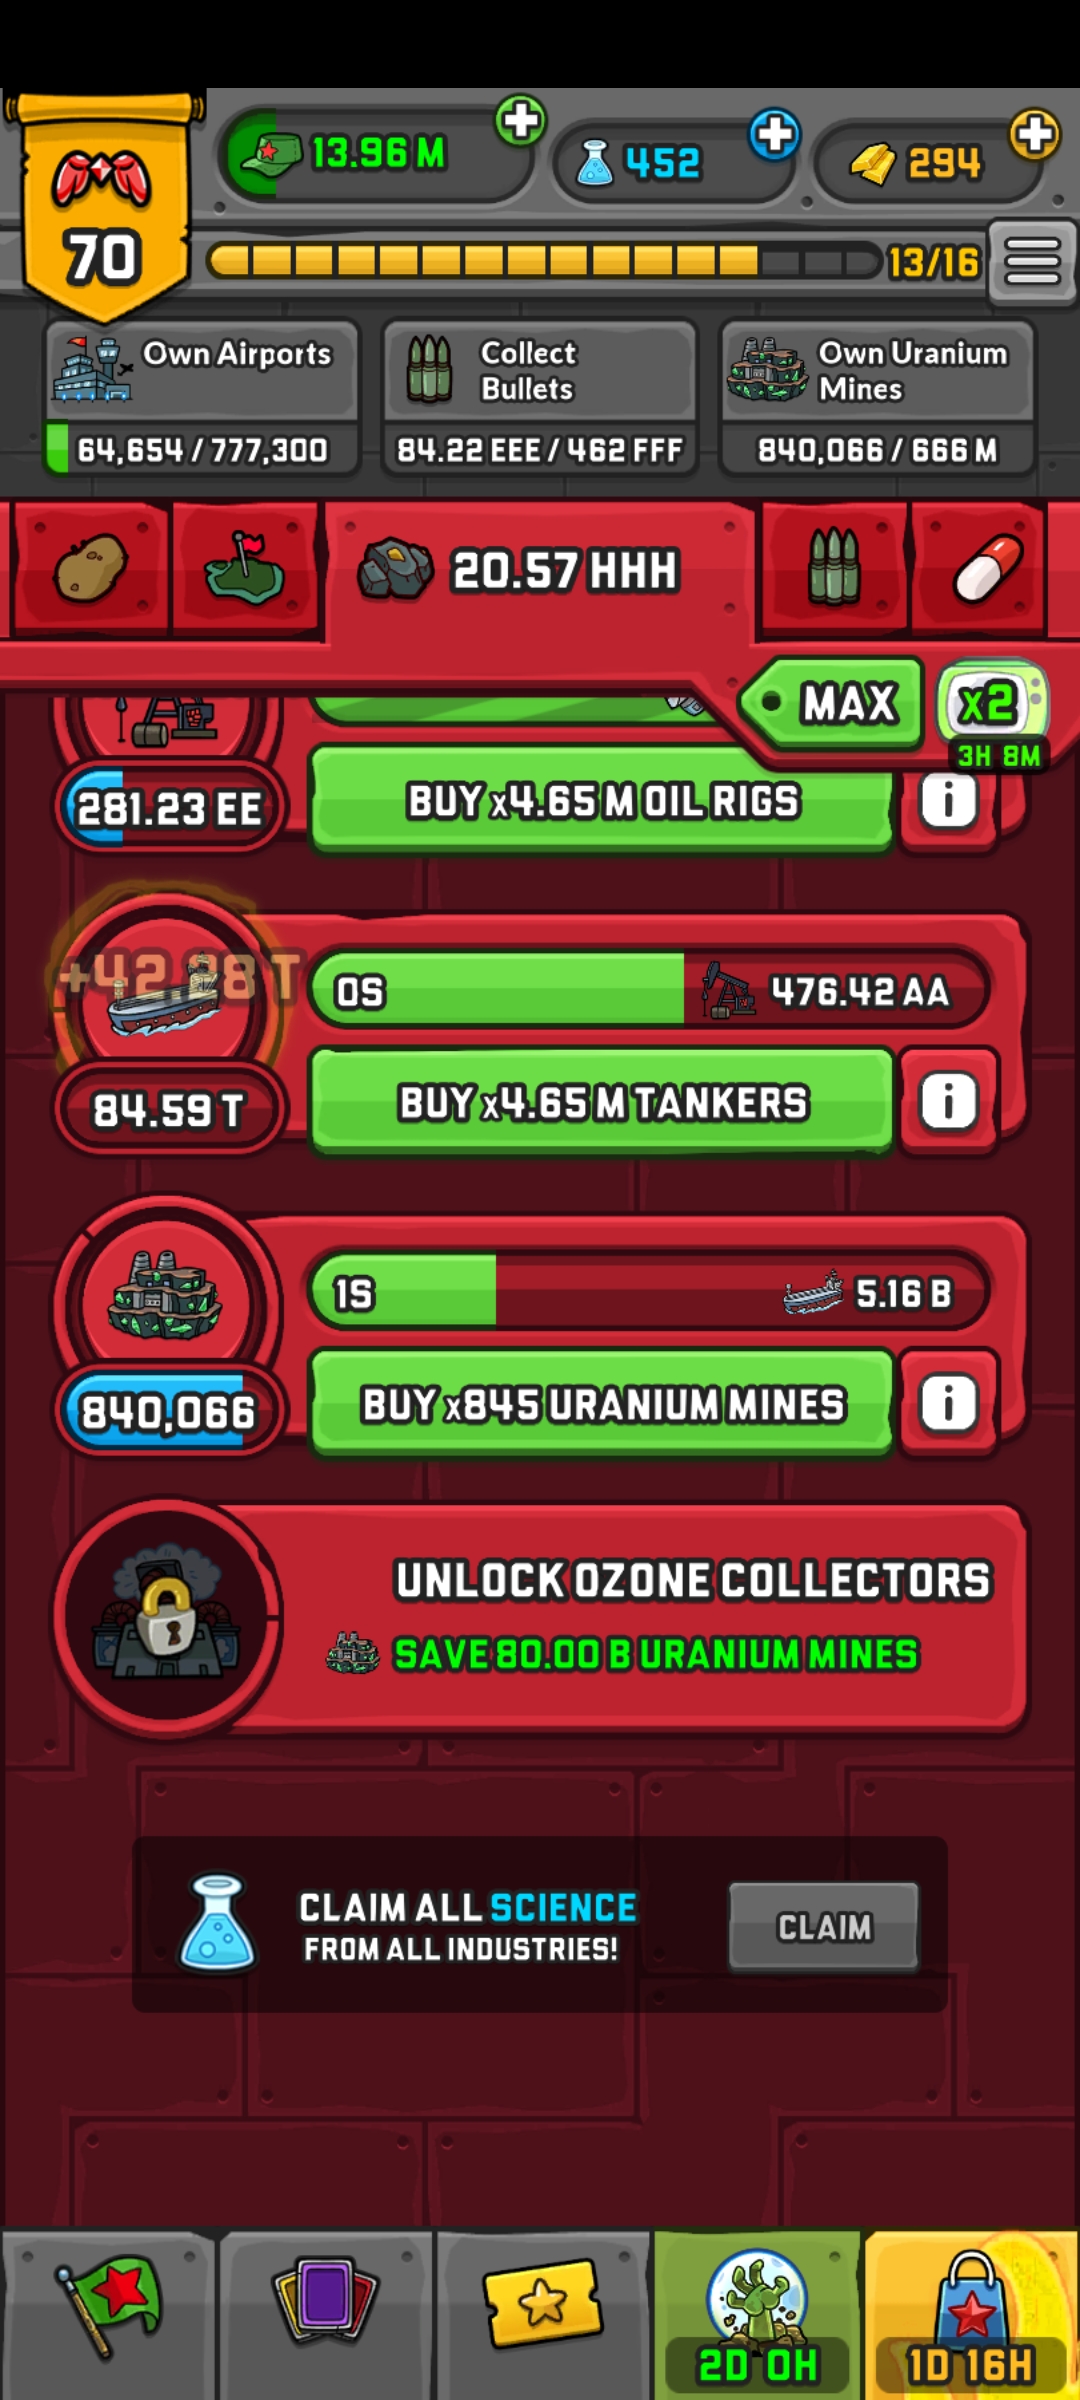 13.96 M
452
294
70
13/16
Own Airports
64,654 / 777,300
Collect
Bullets
84.22 EEE / 462 FFF
Own Uranium
Mines
840,066 / 666 M
20.57 HHH
MAX
x2
3H 8M
281.23 EE
BUY x4.65 M OIL RIGS
i
+42.28 T
0S
476.42 AA
84.59 T
BUY x4.65 M TANKERS
i
1S
5.16 B
840,066
BUY x845 URANIUM MINES
i
UNLOCK OZONE COLLECTORS
SAVE 80.00 B URANIUM MINES
CLAIM ALL SCIENCE
FROM ALL INDUSTRIES!
CLAIM
2D 0H
1D 16H